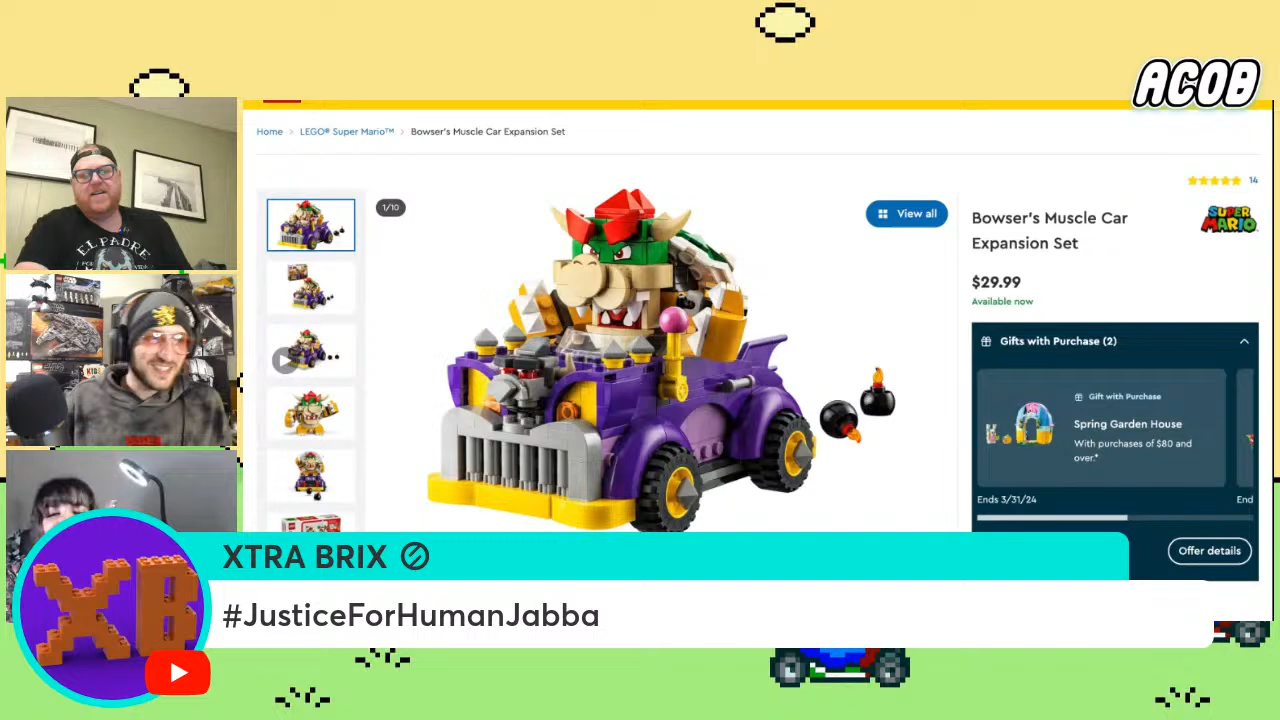 ACOB
Home > LEGO® Super Mario™ > Bowser's Muscle Car Expansion Set
14
1/10
View all
Bowser's Muscle Car
Expansion Set
SUPER
MARIO
$29.99
Available now
Gifts with Purchase (2)
Gift with Purchase
Spring Garden House
With purchases of $80 and
over.*
Ends 3/31/24
End
Offer details
EL PADRE
XTRA BRIX
XB
#JusticeForHumanJabba